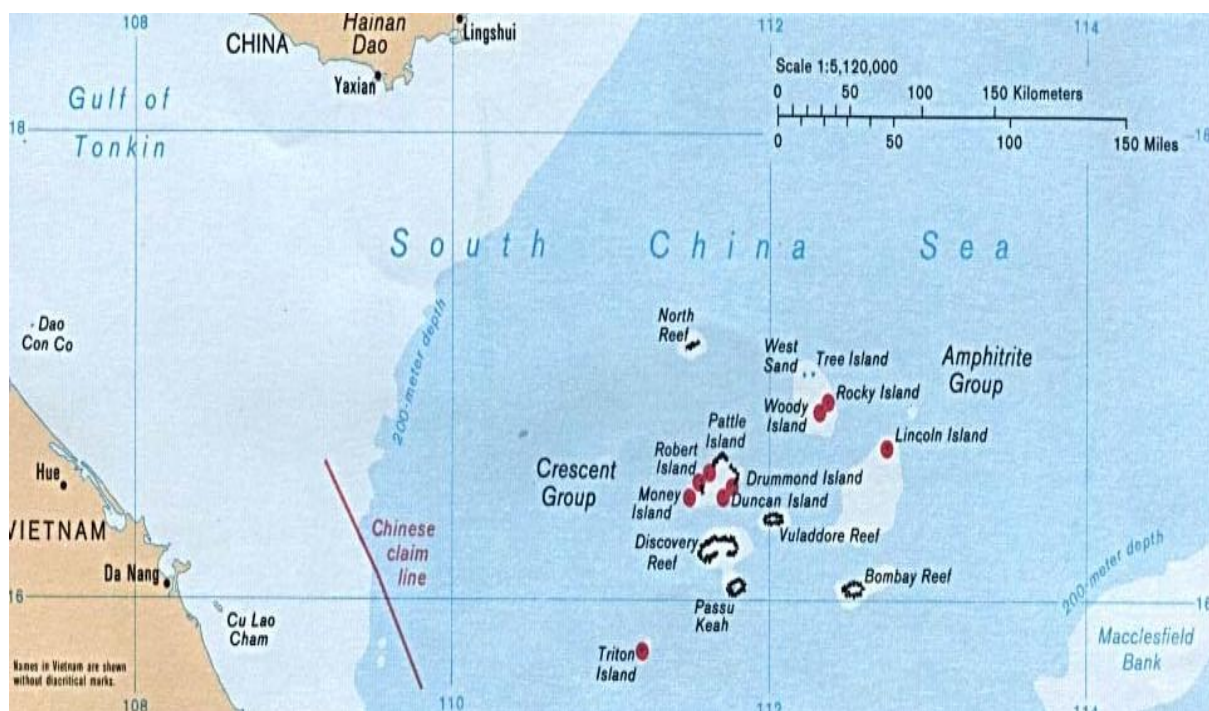 108
Hainan
Dao
Lingshui
CHINA
Yaxian
112
114
Scale 1:5,120,000
0 50 100 150 Kilometers
0 50 100 150 Miles
Gulf of
Tonkin
18
18
South China Sea
Dao
Con Co
200-meter depth
North
Reef
West
Sand
Tree Island
Amphitrite
Group
Rocky Island
Woody
Island
Lincoln Island
Pattle
Island
Robert
Island
Crescent
Group
Money
Island
Drummond Island
Duncan Island
Hue
VIETNAM
Chinese
claim
line
Discovery
Reef
Vuladdore Reef
Da Nang
16
Cu Lao
Cham
Passu
Keah
Bombay Reef
200-meter depth
16
Macclesfield
Bank
Triton
Island
Names in Vietnam are shown
without diacritical marks.
108
110
112
114